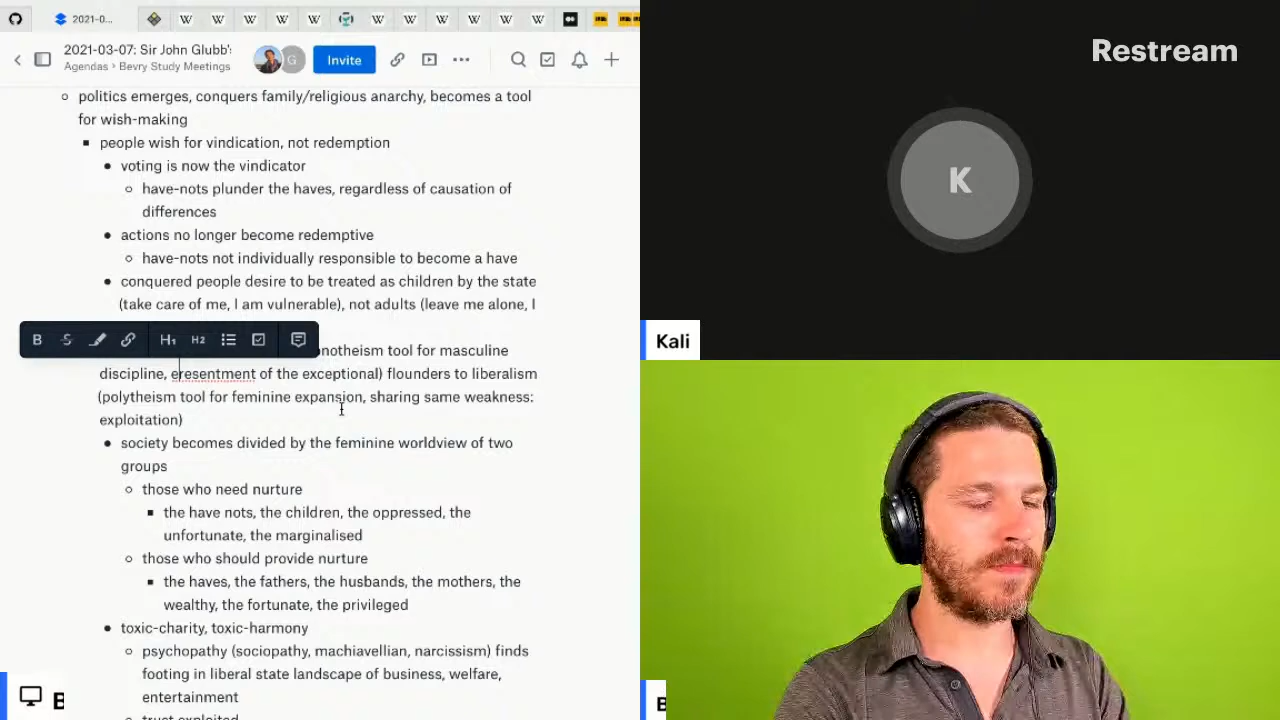 2021-0...
2021-03-07: Sir John Glubb':
Agendas › Bevry Study Meetings
G
Invite
politics emerges, conquers family/religious anarchy, becomes a tool
for wish-making
people wish for vindication, not redemption
voting is now the vindicator
have-nots plunder the haves, regardless of causation of
differences
actions no longer become redemptive
have-nots not individually responsible to become a have
conquered people desire to be treated as children by the state
(take care of me, I am vulnerable), not adults (leave me alone, I
B S H1 H2
notheism tool for masculine
discipline, eresentment of the exceptional) flounders to liberalism
(polytheism tool for feminine expansion, sharing same weakness:
exploitation)
society becomes divided by the feminine worldview of two
groups
those who need nurture
the have nots, the children, the oppressed, the
unfortunate, the marginalised
those who should provide nurture
the haves, the fathers, the husbands, the mothers, the
wealthy, the fortunate, the privileged
toxic-charity, toxic-harmony
psychopathy (sociopathy, machiavellian, narcissism) finds
footing in liberal state landscape of business, welfare,
entertainment
trust exploited
Restream
K
Kali